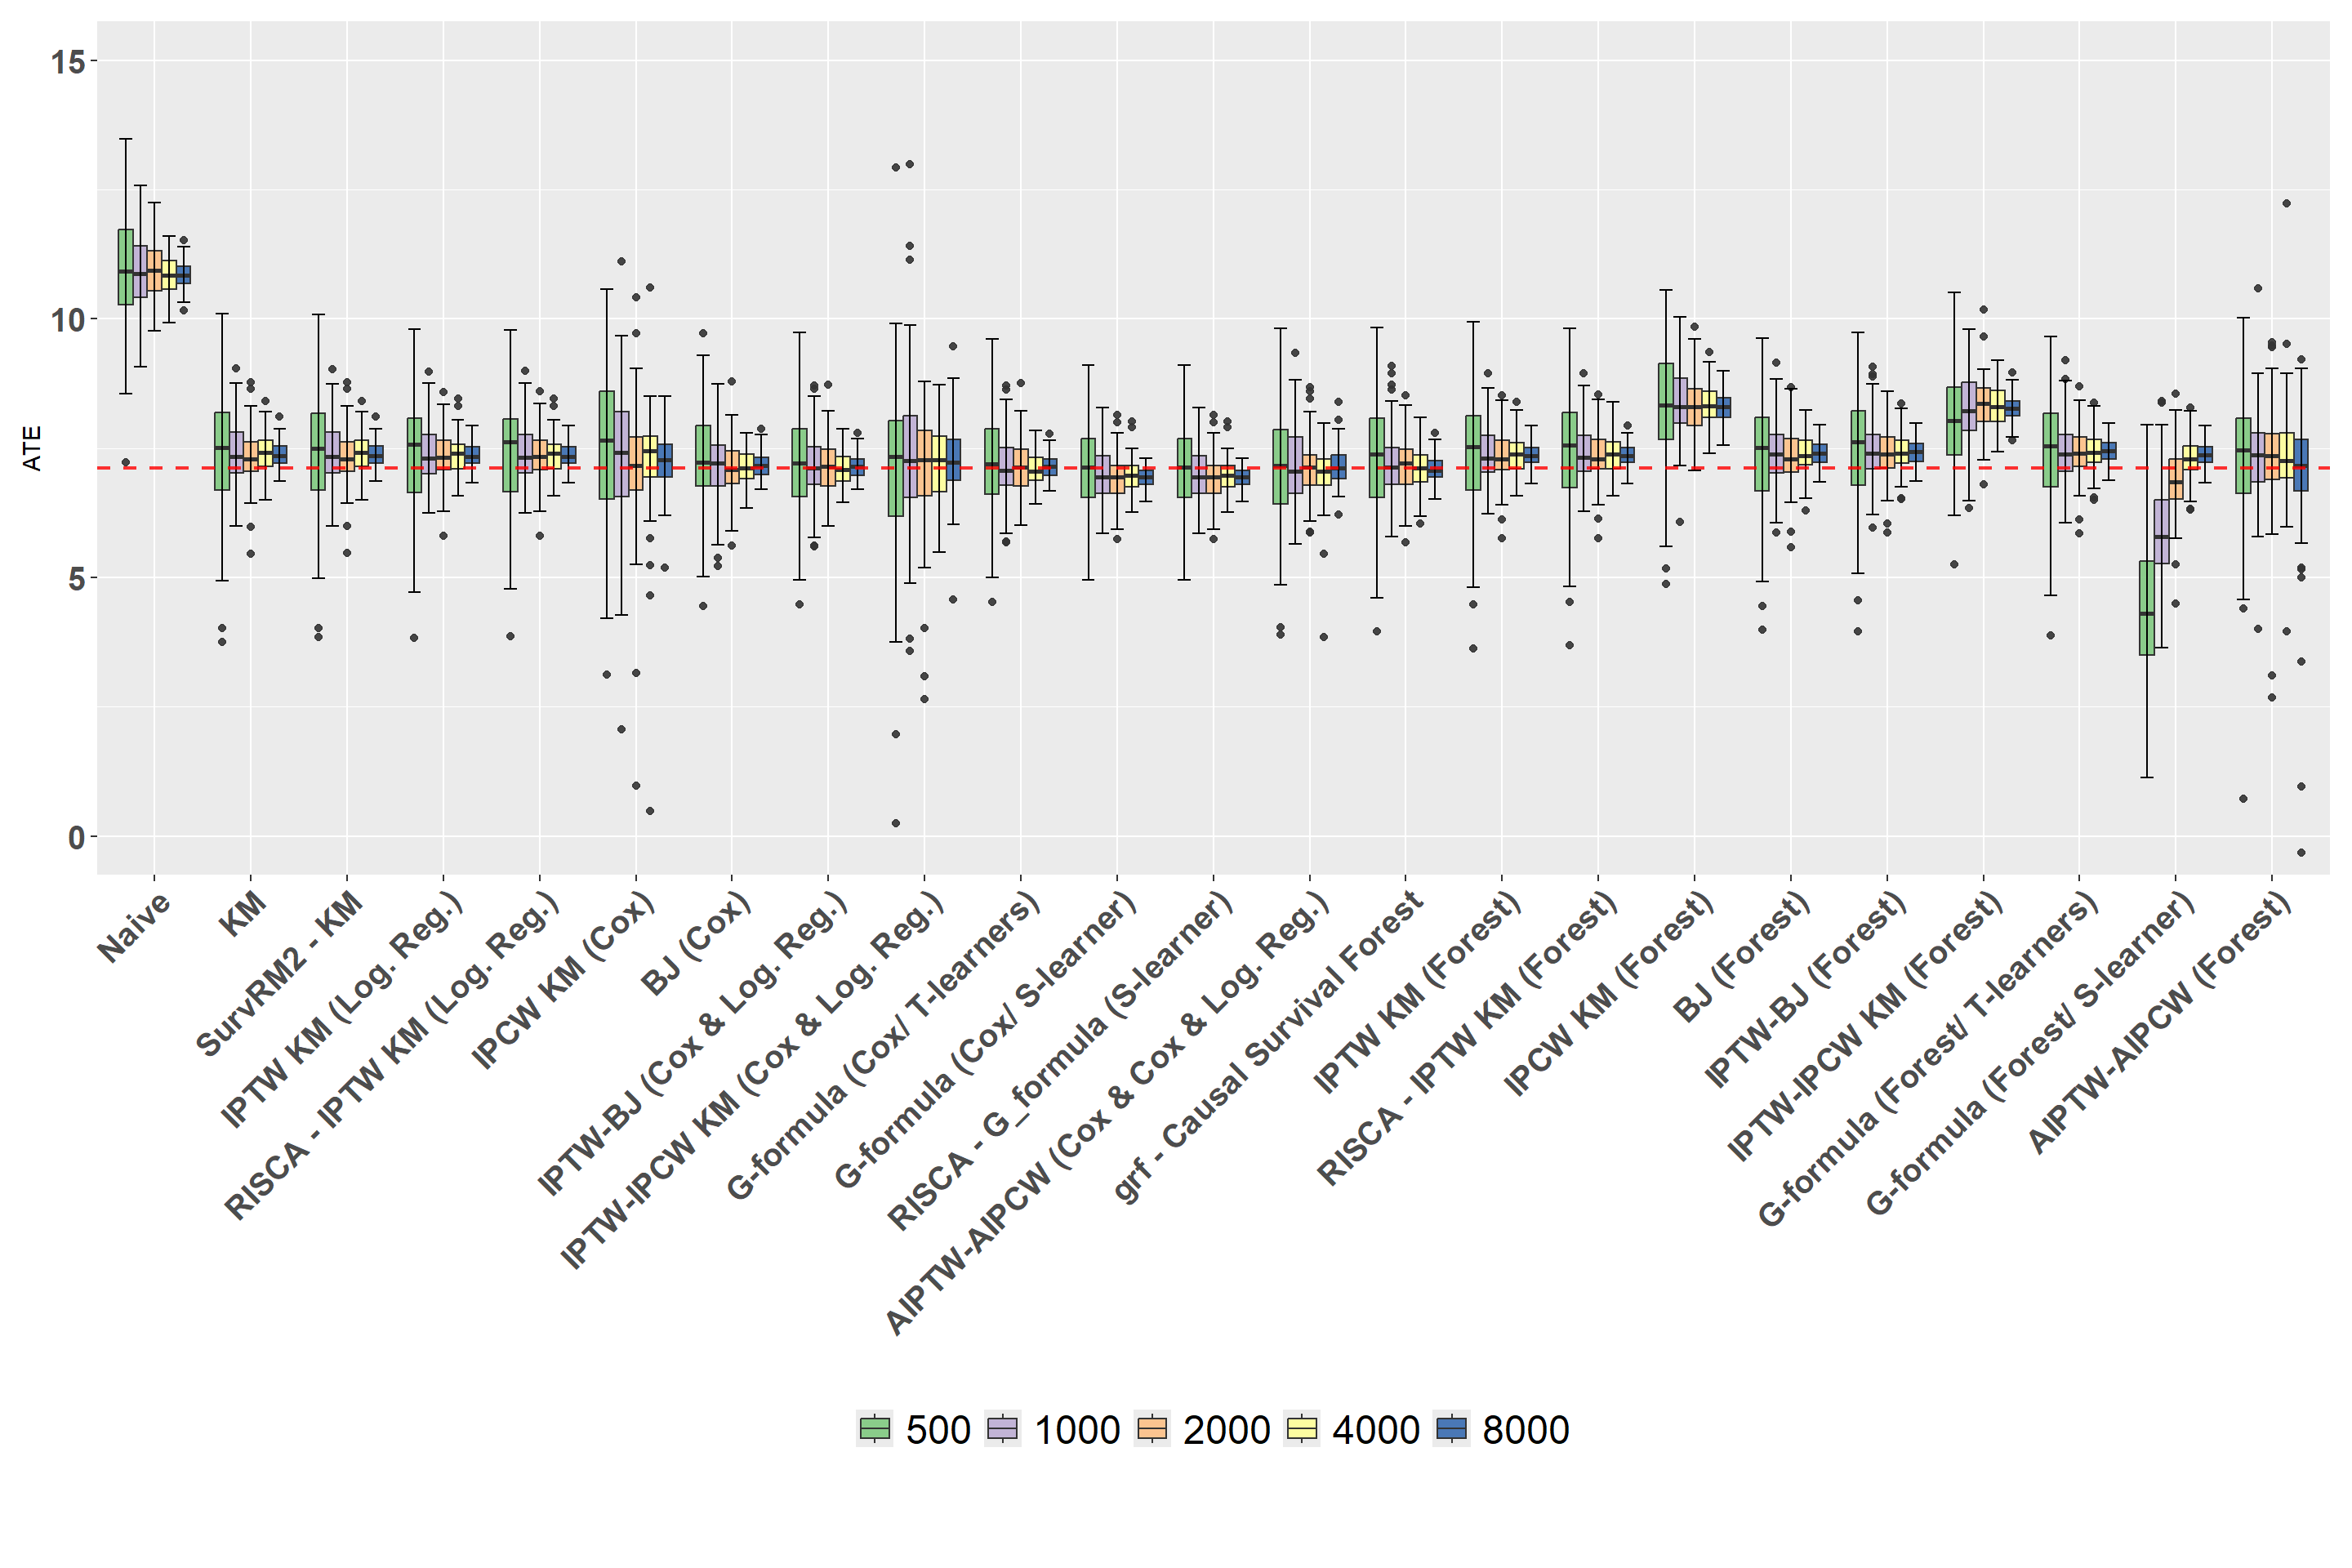 15
10
5
0
ATE
Naive
KM
SurvRM2 - KM
IPTW KM (Log. Reg.)
RISCA - IPTW KM (Log. Reg.)
IPCW KM (Cox)
BJ (Cox)
IPTW-BJ (Cox & Log. Reg.)
IPTW-IPCW KM (Cox & Log. Reg.)
G-formula (Cox/ T-learners)
G-formula (Cox/ S-learner)
RISCA - G_formula (S-learner)
AIPTW-AIPCW (Cox & Cox & Log. Reg.)
grf - Causal Survival Forest
IPTW KM (Forest)
RISCA - IPTW KM (Forest)
IPCW KM (Forest)
BJ (Forest)
IPTW-BJ (Forest)
IPTW-IPCW KM (Forest)
G-formula (Forest/ T-learners)
G-formula (Forest/ S-learner)
AIPTW-AIPCW (Forest)
500 1000 2000 4000 8000